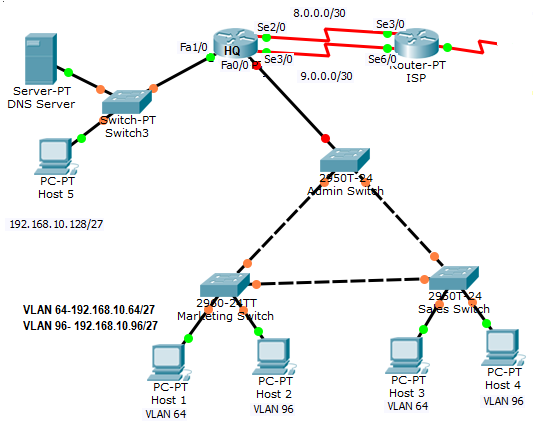 Se2/0
8.0.0.0/30
Se3/0
Fa1/0
HQ
Fa0/0
Se3/0
Se6/0
Router-PT
ISP
9.0.0.0/30
Server-PT
DNS Server
Switch-PT
Switch3
PC-PT
Host 5
2950T-24
Admin Switch
192.168.10.128/27
2960-24TT
Marketing Switch
2950T-24
Sales Switch
VLAN 64-192.168.10.64/27
VLAN 96- 192.168.10.96/27
PC-PT
Host 1
VLAN 64
PC-PT
Host 2
VLAN 96
PC-PT
Host 3
VLAN 64
PC-PT
Host 4
VLAN 96